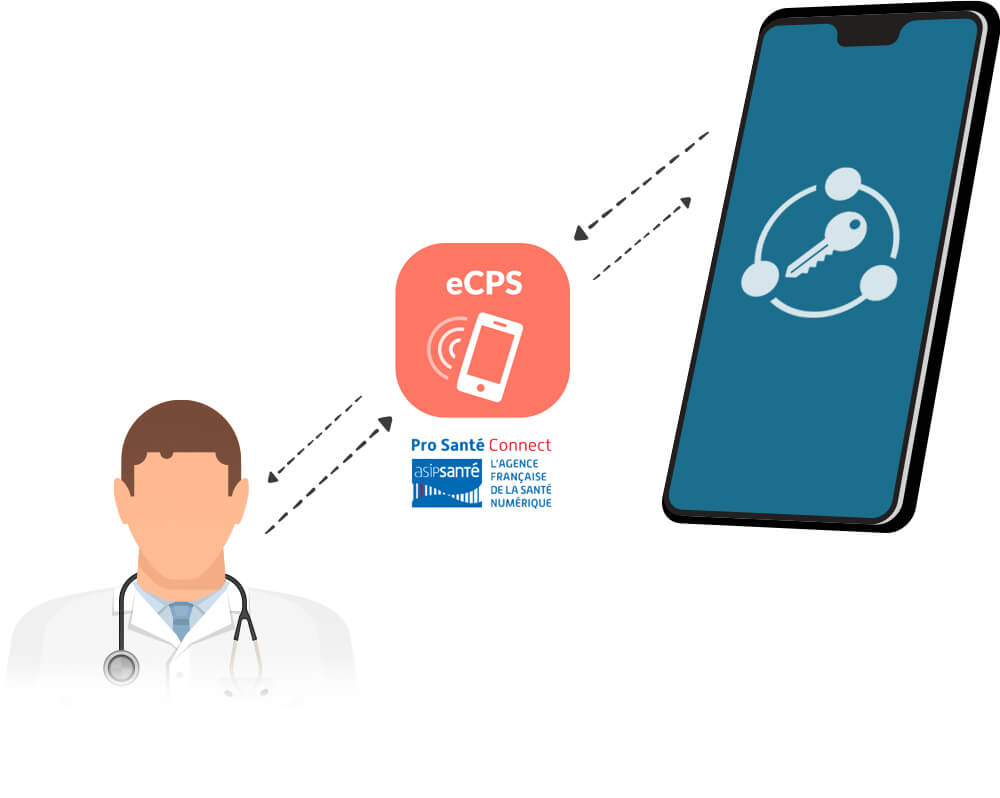 eCPS
Pro Santé Connect
asipsanté
L'AGENCE
FRANÇAISE
DE LA SANTÉ
NUMÉRIQUE